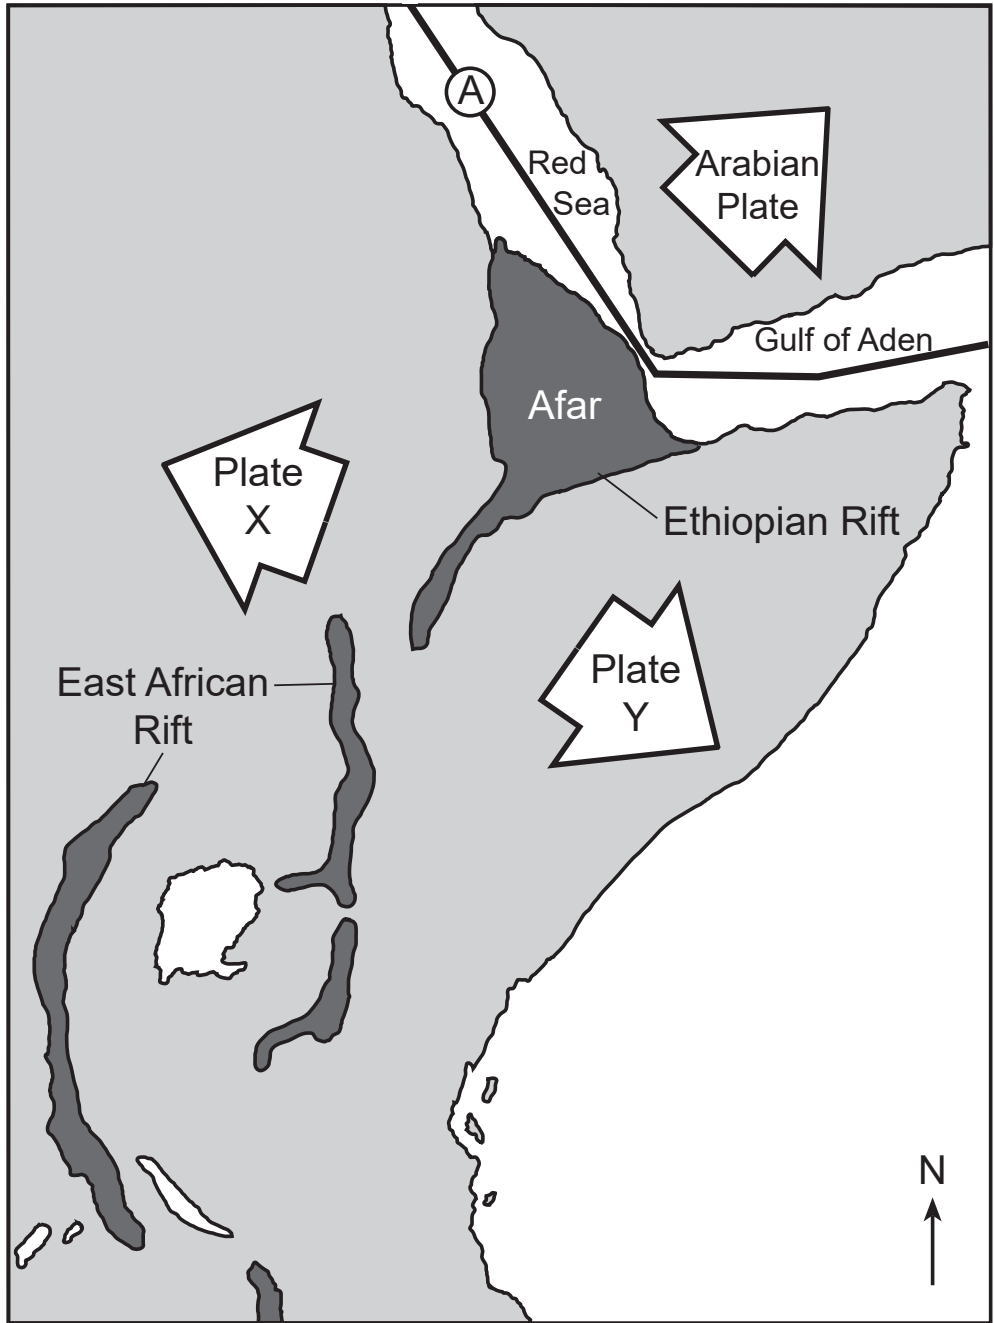 A
Red
Sea
Arabian
Plate
Gulf of Aden
Afar
Plate
X
Ethiopian Rift
Plate
Y
East African
Rift
N